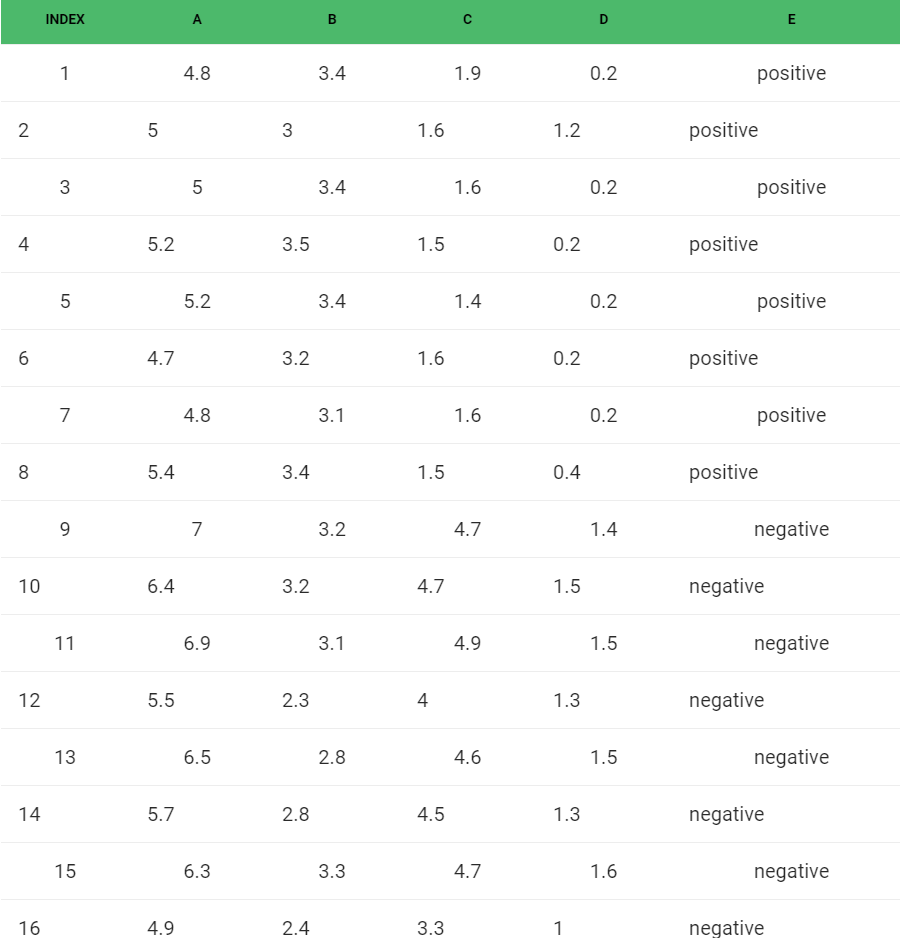 INDEX A B C D E
1 4.8 3.4 1.9 0.2 positive
2 5 3 1.6 1.2 positive
3 5 3.4 1.6 0.2 positive
4 5.2 3.5 1.5 0.2 positive
5 5.2 3.4 1.4 0.2 positive
6 4.7 3.2 1.6 0.2 positive
7 4.8 3.1 1.6 0.2 positive
8 5.4 3.4 1.5 0.4 positive
9 7 3.2 4.7 1.4 negative
10 6.4 3.2 4.7 1.5 negative
11 6.9 3.1 4.9 1.5 negative
12 5.5 2.3 4 1.3 negative
13 6.5 2.8 4.6 1.5 negative
14 5.7 2.8 4.5 1.3 negative
15 6.3 3.3 4.7 1.6 negative
16 4.9 2.4 3.3 1 negative